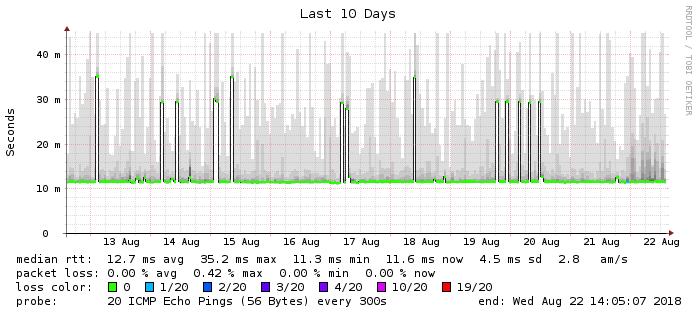 Last 10 Days
RRDTOOL / TOBI OETIKER
Seconds
40 m
30 m
20 m
10 m
0
13 Aug 14 Aug 15 Aug 16 Aug 17 Aug 18 Aug 19 Aug 20 Aug 21 Aug 22 Aug
median rtt: 12.7 ms avg 35.2 ms max 11.3 ms min 11.6 ms now 4.5 ms sd 2.8 am/s
packet loss: 0.00 % avg 0.42 % max 0.00 % min 0.00 % now
loss color: 0 1/20 2/20 3/20 4/20 10/20 19/20
probe: 20 ICMP Echo Pings (56 Bytes) every 300s end: Wed Aug 22 14:05:07 2018